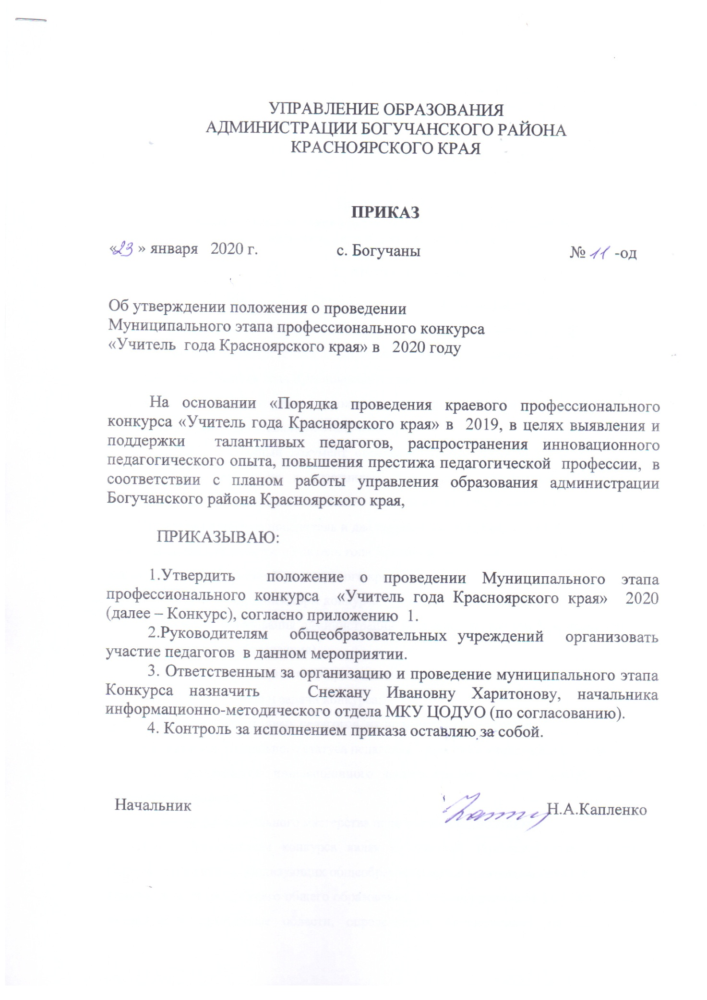 УПРАВЛЕНИЕ ОБРАЗОВАНИЯ
АДМИНИСТРАЦИИ БОГУЧАНСКОГО РАЙОНА
КРАСНОЯРСКОГО КРАЯ
ПРИКАЗ
«23» января 2020 г. с. Богучаны № 11 -од
Об утверждении положения о проведении
Муниципального этапа профессионального конкурса
«Учитель года Красноярского края» в 2020 году
На основании «Порядка проведения краевого профессионального
конкурса «Учитель года Красноярского края» в 2019, в целях выявления и
поддержки талантливых педагогов, распространения инновационного
педагогического опыта, повышения престижа педагогической профессии, в
соответствии с планом работы управления образования администрации
Богучанского района Красноярского края,
ПРИКАЗЫВАЮ:
1.Утвердить положение о проведении Муниципального этапа
профессионального конкурса «Учитель года Красноярского края» 2020
(далее – Конкурс), согласно приложению 1.
2.Руководителям общеобразовательных учреждений организовать
участие педагогов в данном мероприятии.
3. Ответственным за организацию и проведение муниципального этапа
Конкурса назначить Снежану Ивановну Харитонову, начальника
информационно-методического отдела МКУ ЦОДУО (по согласованию).
4. Контроль за исполнением приказа оставляю за собой.
Начальник Н.А.Капленко